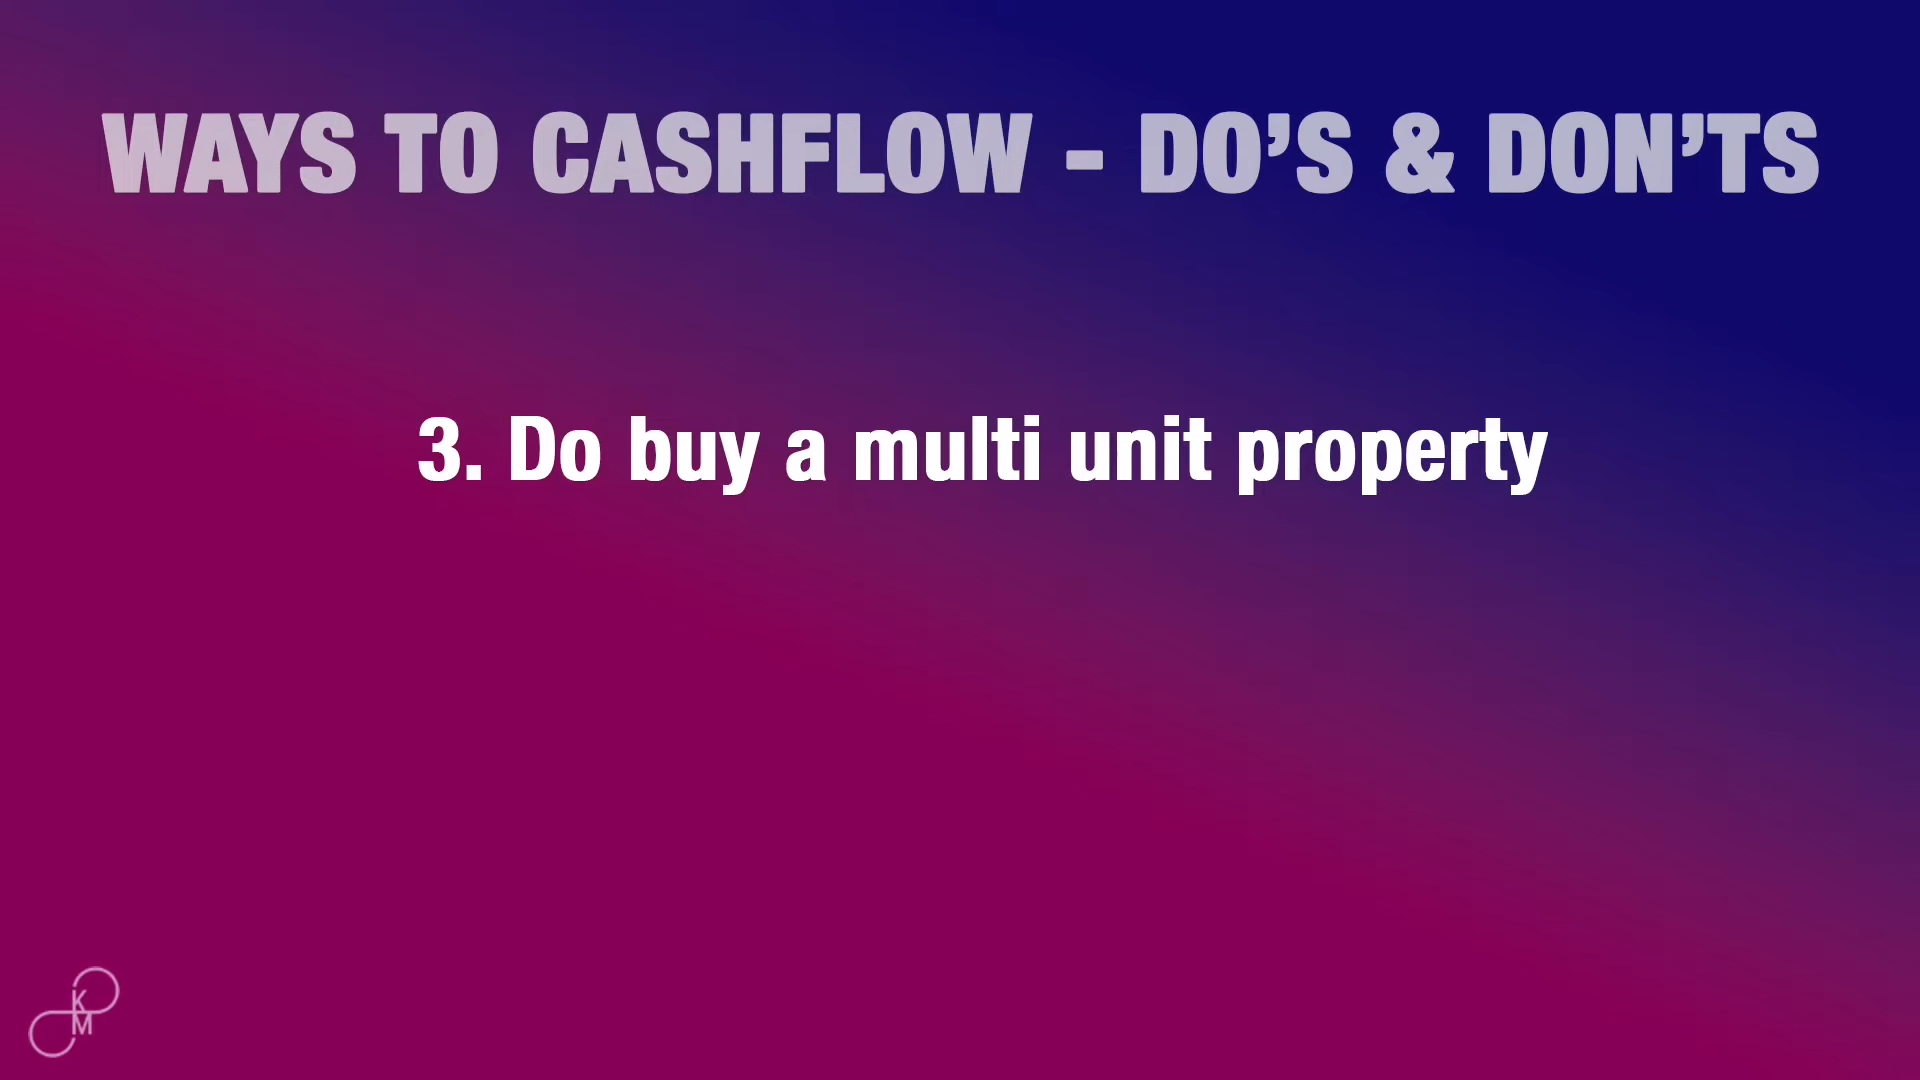 WAYS TO CASHFLOW - DO’S & DON’TS
3. Do buy a multi unit property
K
M